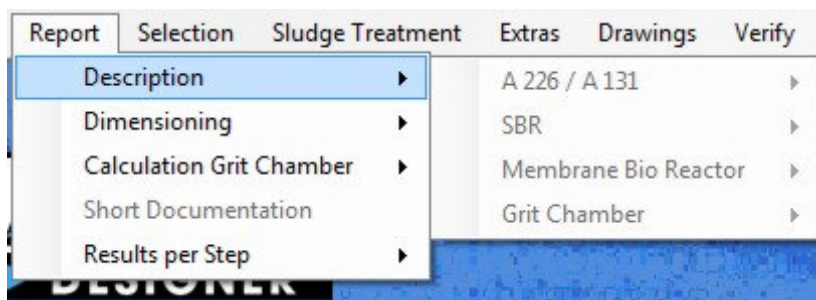 Report Selection Sludge Treatment Extras Drawings Verify
Description
Dimensioning
Calculation Grit Chamber
Short Documentation
Results per Step
A 226 / A 131
SBR
Membrane Bio Reactor
Grit Chamber
DESIGNER